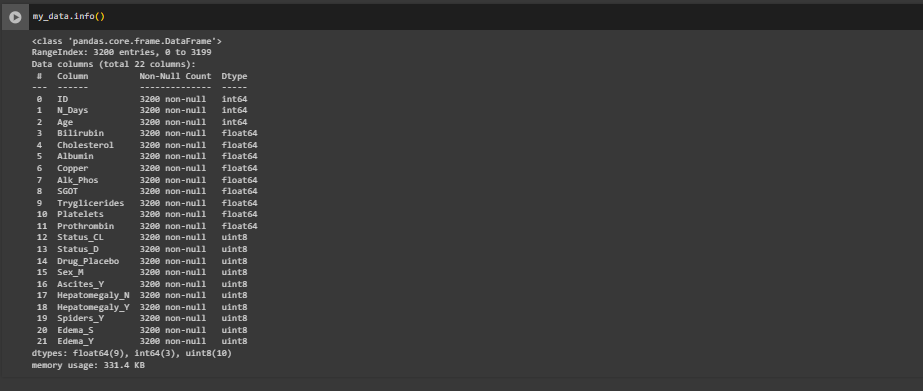 my_data.info()
<class 'pandas.core.frame.DataFrame'>
RangeIndex: 3200 entries, 0 to 3199
Data columns (total 22 columns):
 #   Column         Non-Null Count  Dtype
---  ------         --------------  -----
 0   ID             3200 non-null   int64
 1   N_Days         3200 non-null   int64
 2   Age            3200 non-null   int64
 3   Bilirubin      3200 non-null   float64
 4   Cholesterol    3200 non-null   float64
 5   Albumin        3200 non-null   float64
 6   Copper         3200 non-null   float64
 7   Alk_Phos       3200 non-null   float64
 8   SGOT           3200 non-null   float64
 9   Tryglicerides  3200 non-null   float64
 10  Platelets      3200 non-null   float64
 11  Prothrombin    3200 non-null   float64
 12  Status_CL      3200 non-null   uint8
 13  Status_D       3200 non-null   uint8
 14  Drug_Placebo   3200 non-null   uint8
 15  Sex_M          3200 non-null   uint8
 16  Ascites_Y      3200 non-null   uint8
 17  Hepatomegaly_N 3200 non-null   uint8
 18  Hepatomegaly_Y 3200 non-null   uint8
 19  Spiders_Y      3200 non-null   uint8
 20  Edema_S        3200 non-null   uint8
 21  Edema_Y        3200 non-null   uint8
dtypes: float64(9), int64(3), uint8(10)
memory usage: 331.4 KB